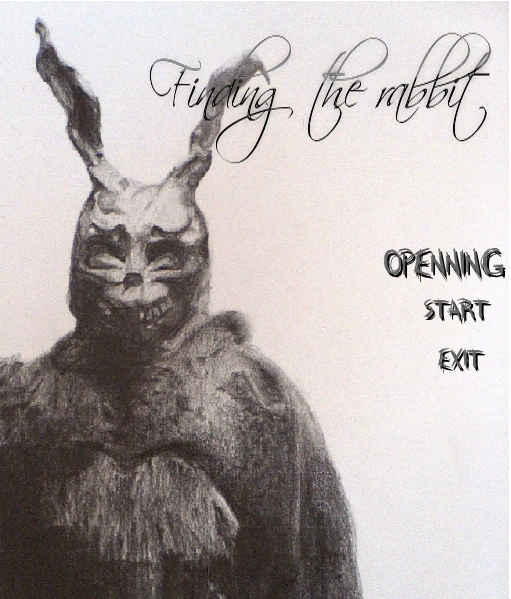 Finding the rabbit
OPENNING
START
EXIT